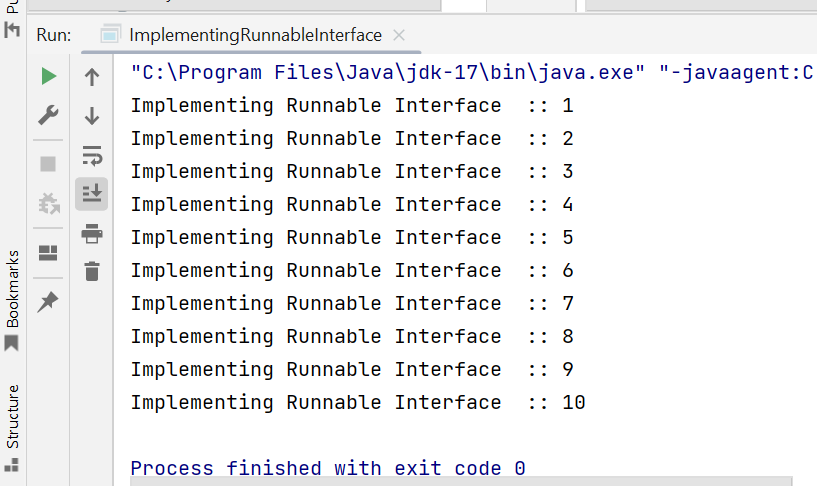 Run: ImplementingRunnableInterface
"C:\Program Files\Java\jdk-17\bin\java.exe" "-javaagent:C
Implementing Runnable Interface  :: 1
Implementing Runnable Interface  :: 2
Implementing Runnable Interface  :: 3
Implementing Runnable Interface  :: 4
Implementing Runnable Interface  :: 5
Implementing Runnable Interface  :: 6
Implementing Runnable Interface  :: 7
Implementing Runnable Interface  :: 8
Implementing Runnable Interface  :: 9
Implementing Runnable Interface  :: 10
Process finished with exit code 0
Bookmarks
Structure